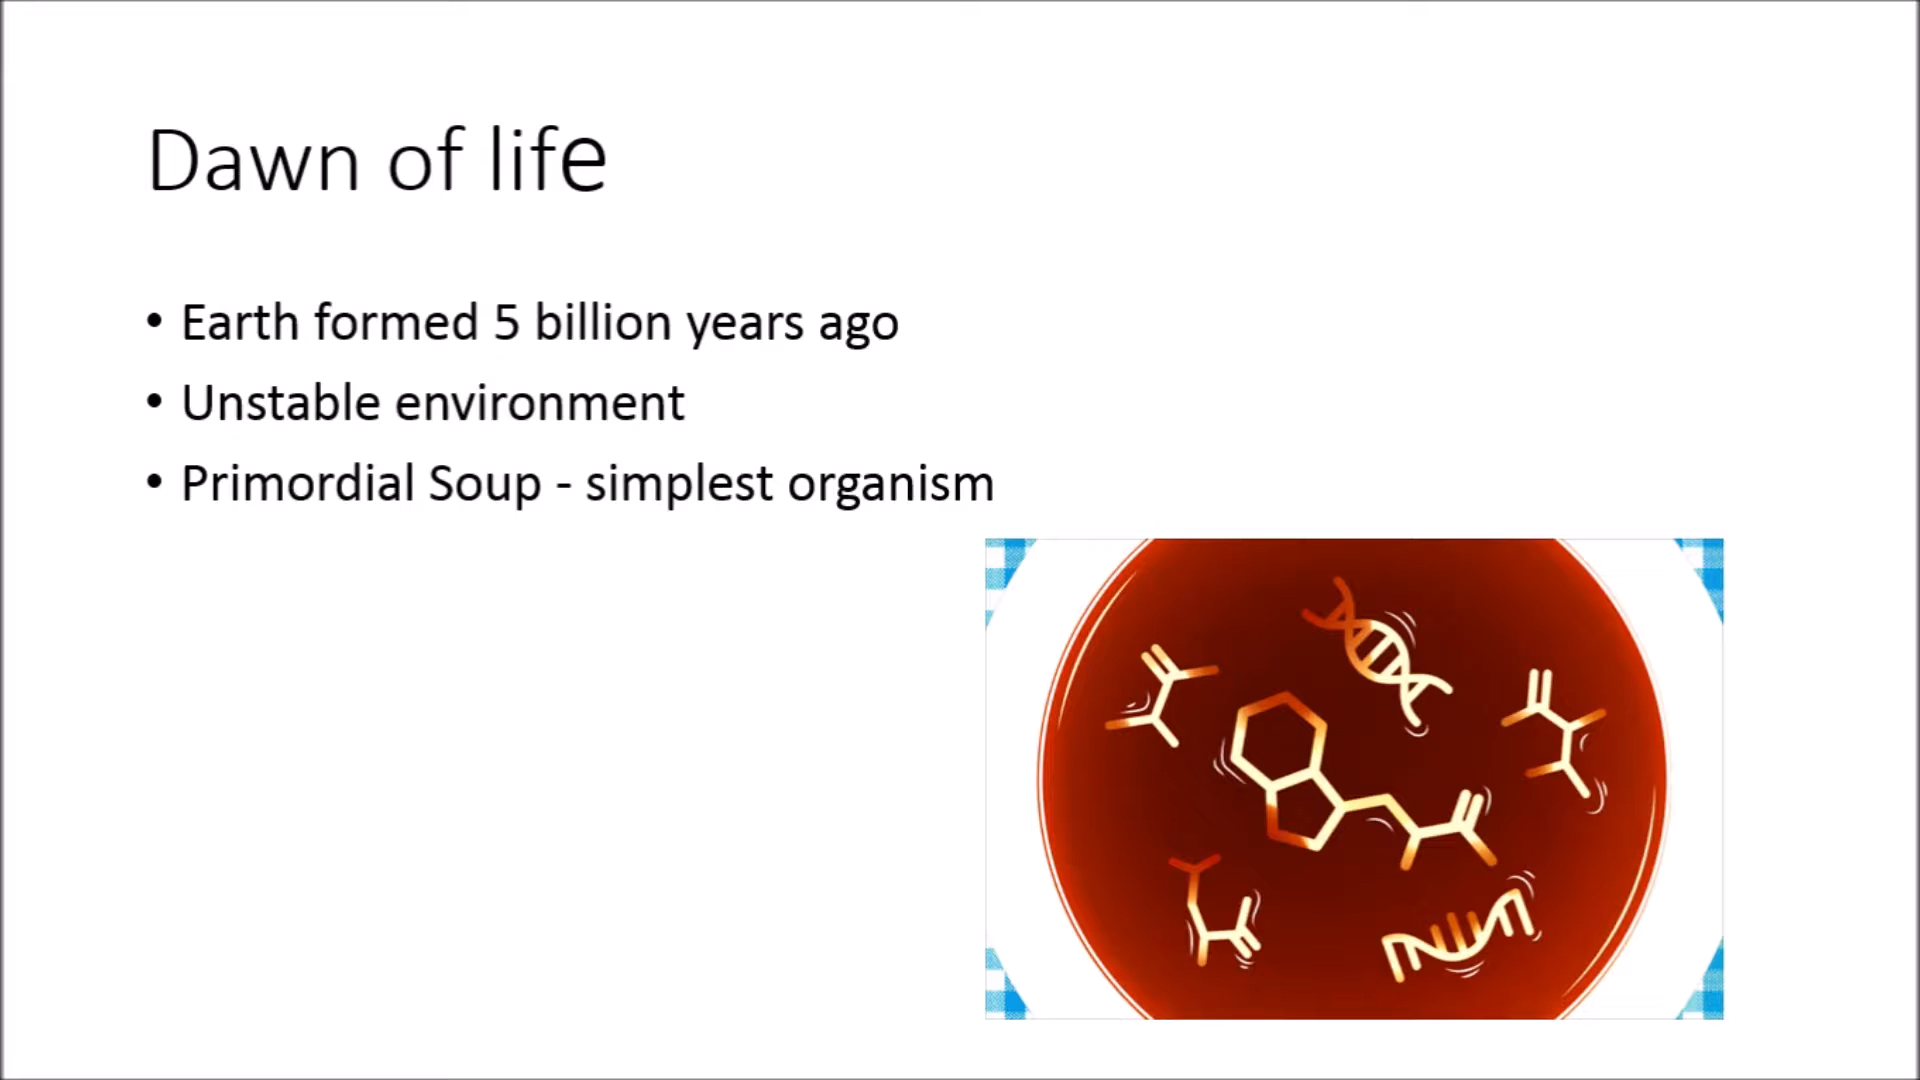 Dawn of life
• Earth formed 5 billion years ago
• Unstable environment
• Primordial Soup - simplest organism